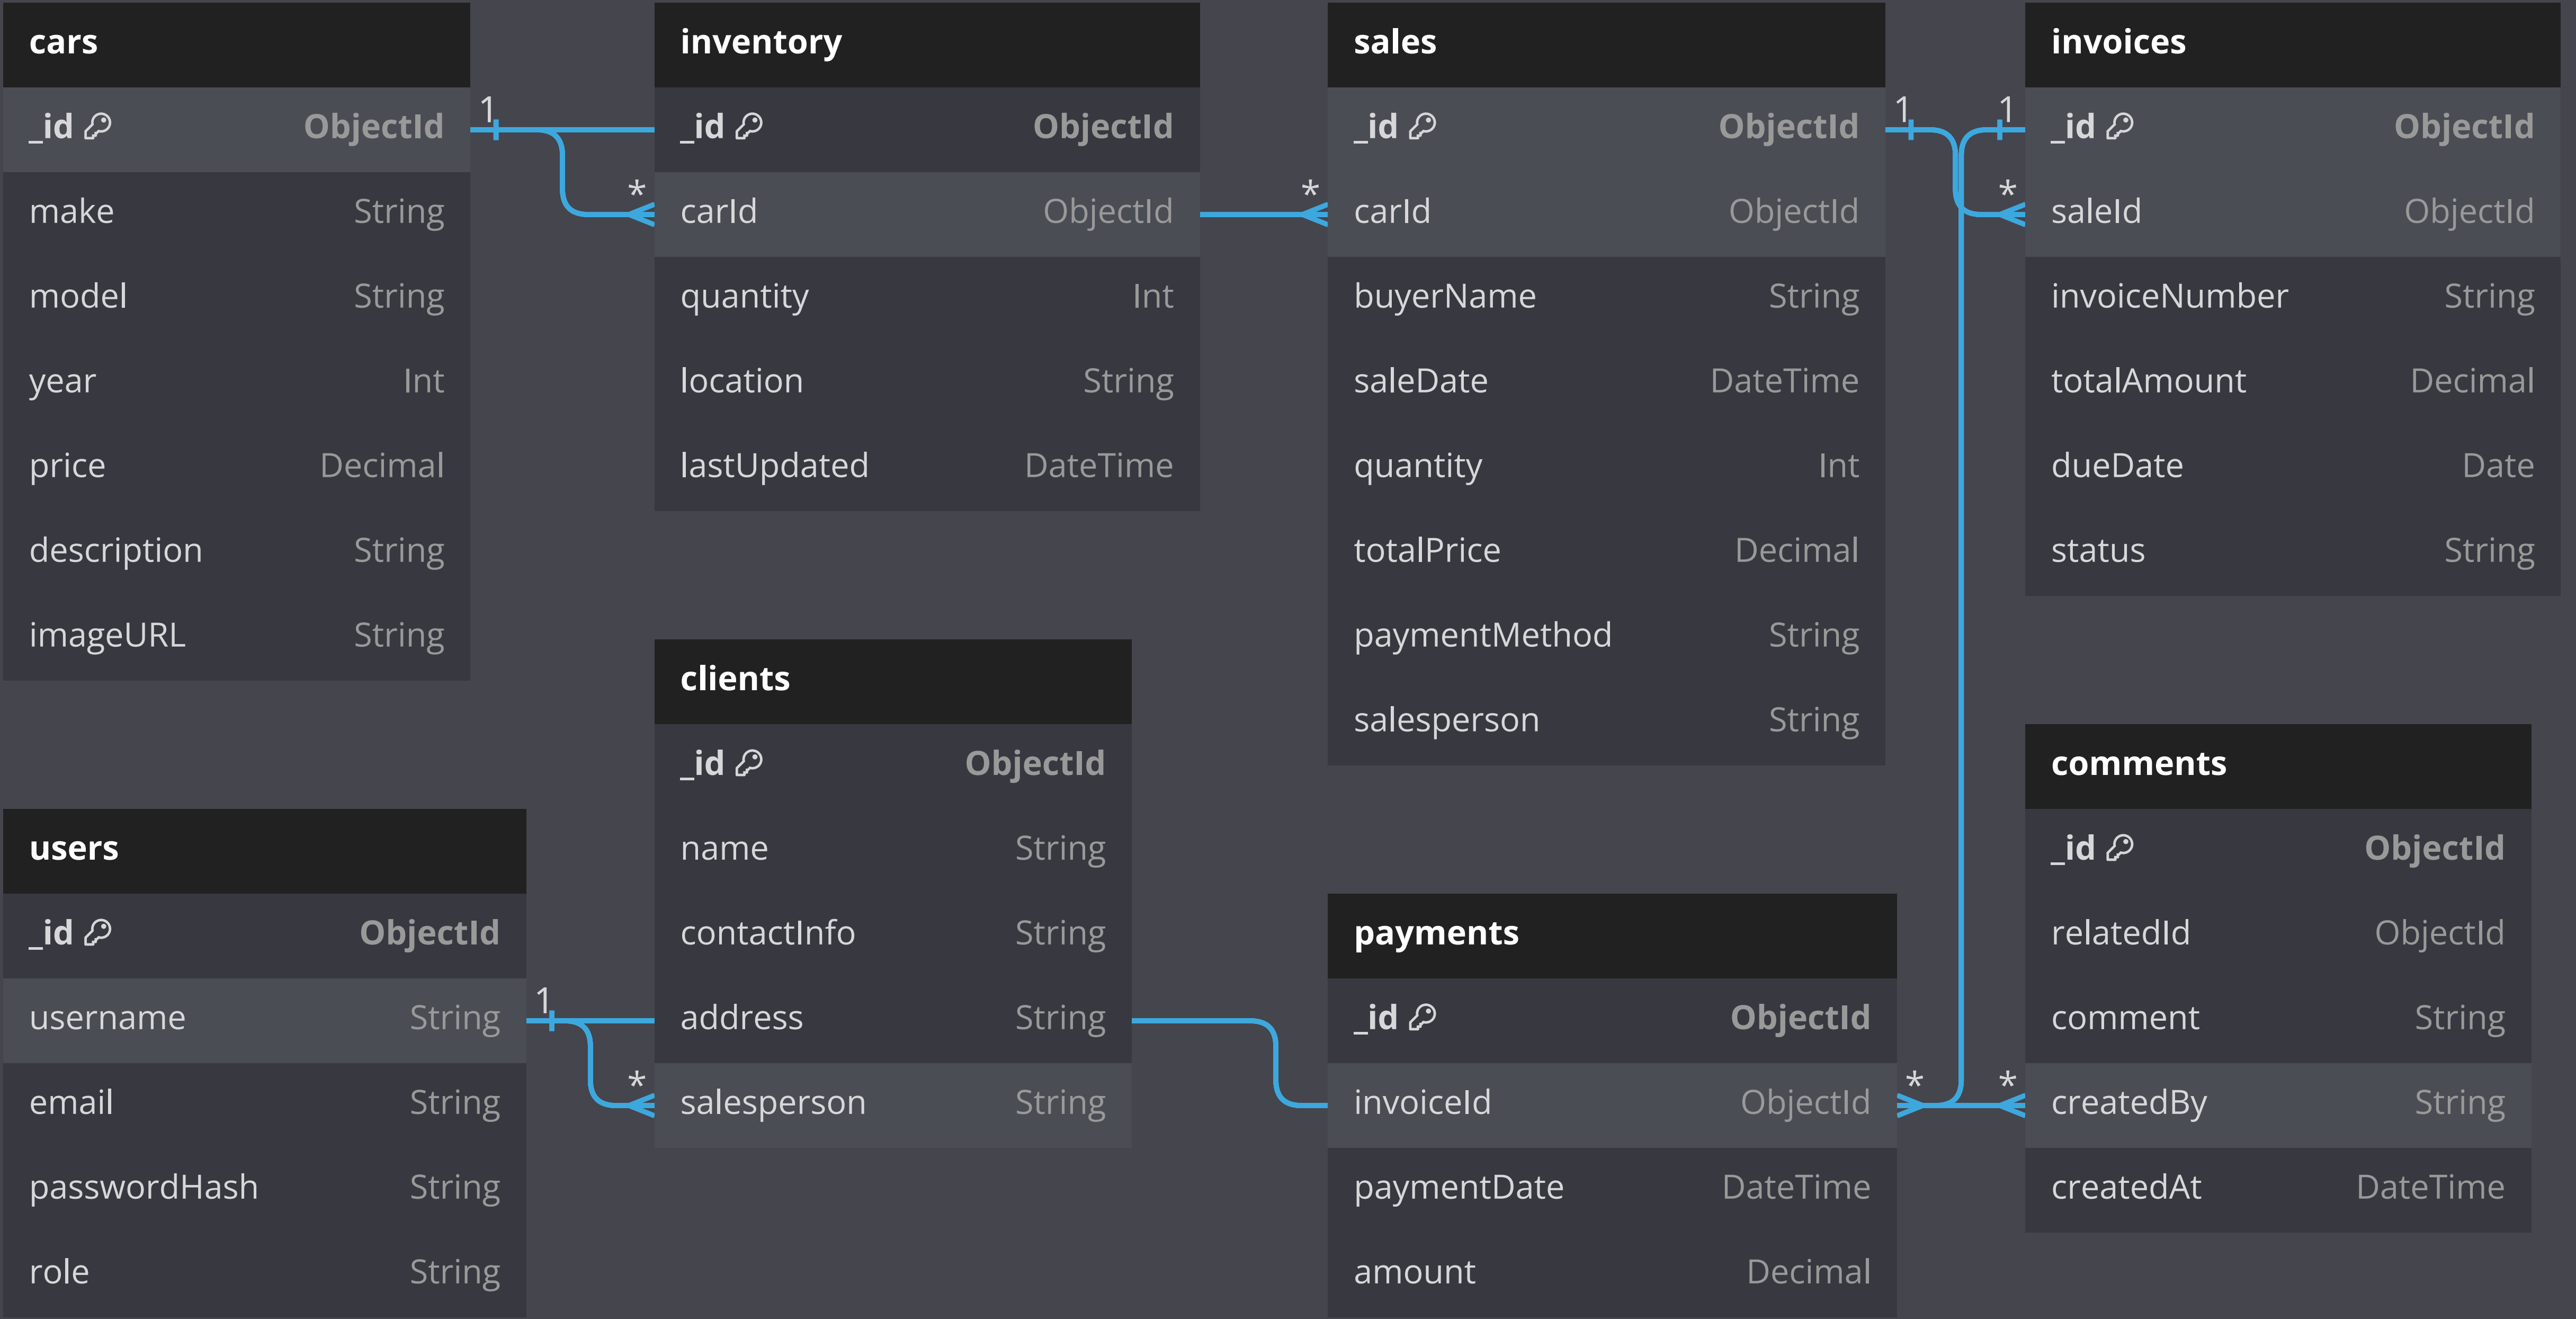 cars
_id ObjectId
make String
model String
year Int
price Decimal
description String
imageURL String
1
*
inventory
_id ObjectId
carId ObjectId
quantity Int
location String
lastUpdated DateTime
*
sales
_id ObjectId
carId ObjectId
buyerName String
saleDate DateTime
quantity Int
totalPrice Decimal
paymentMethod String
salesperson String
1
1
*
invoices
_id ObjectId
saleId ObjectId
invoiceNumber String
totalAmount Decimal
dueDate Date
status String
users
_id ObjectId
username String
email String
passwordHash String
role String
1
*
clients
_id ObjectId
name String
contactInfo String
address String
salesperson String
payments
_id ObjectId
invoiceId ObjectId
paymentDate DateTime
amount Decimal
*
*
comments
_id ObjectId
relatedId ObjectId
comment String
createdBy String
createdAt DateTime